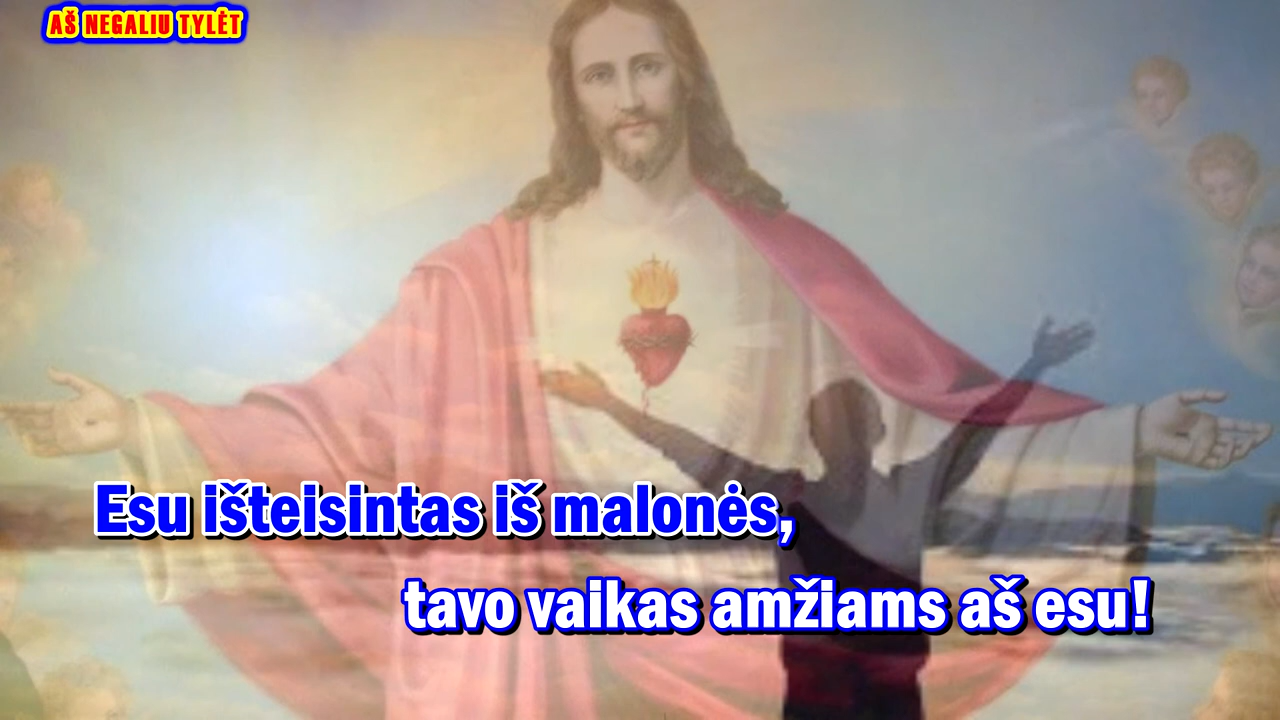 AŠ NEGALIU TYLĖT
Esu išteisintas iš malonės,
tavo vaikas amžiams aš esu!